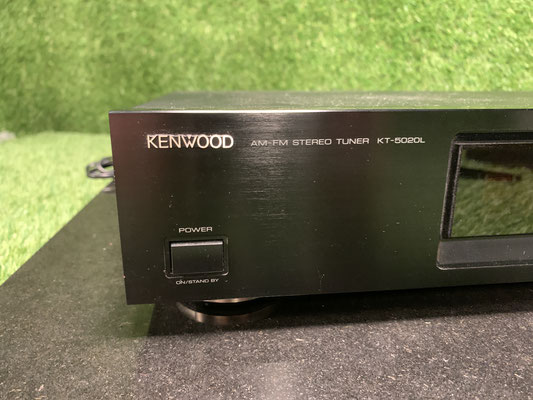 KENWOOD AM-FM STEREO TUNER KT-5020L
POWER
ON/STAND BY